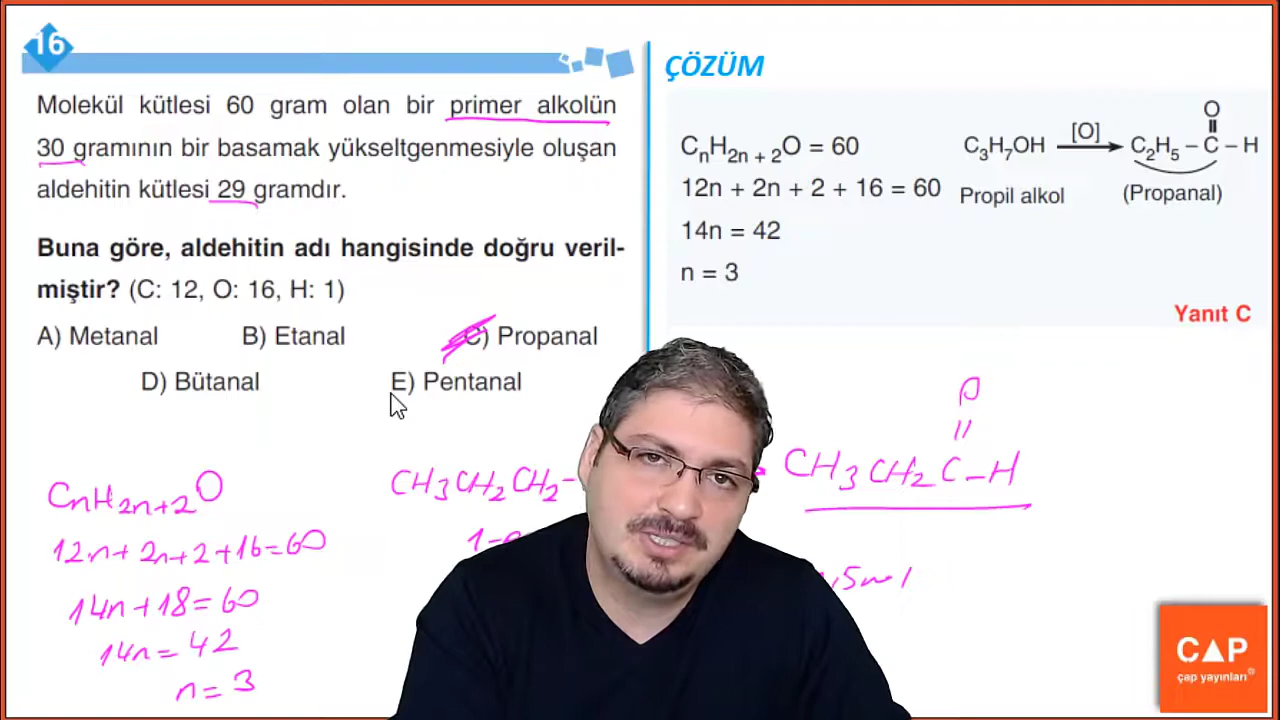 16
Molekül kütlesi 60 gram olan bir primer alkolün
30 gramının bir basamak yükseltgenmesiyle oluşan
aldehitin kütlesi 29 gramdır.
Buna göre, aldehitin adı hangisinde doğru veril-
miştir? (C: 12, O: 16, H: 1)
A) Metanal B) Etanal C) Propanal
D) Bütanal E) Pentanal
CnH2n+2O
12n+2n+2+16=60
14n+18=60
14n=42
n=3
ÇÖZÜM
CnH2n + 2O = 60
12n + 2n + 2 + 16 = 60
14n = 42
n = 3
O
C3H7OH [O] C2H5 – C – H
Propil alkol (Propanal)
Yanıt C
CH3CH2CH2-
O
CH3CH2C-H
5mol
ÇAP
çap yayınları